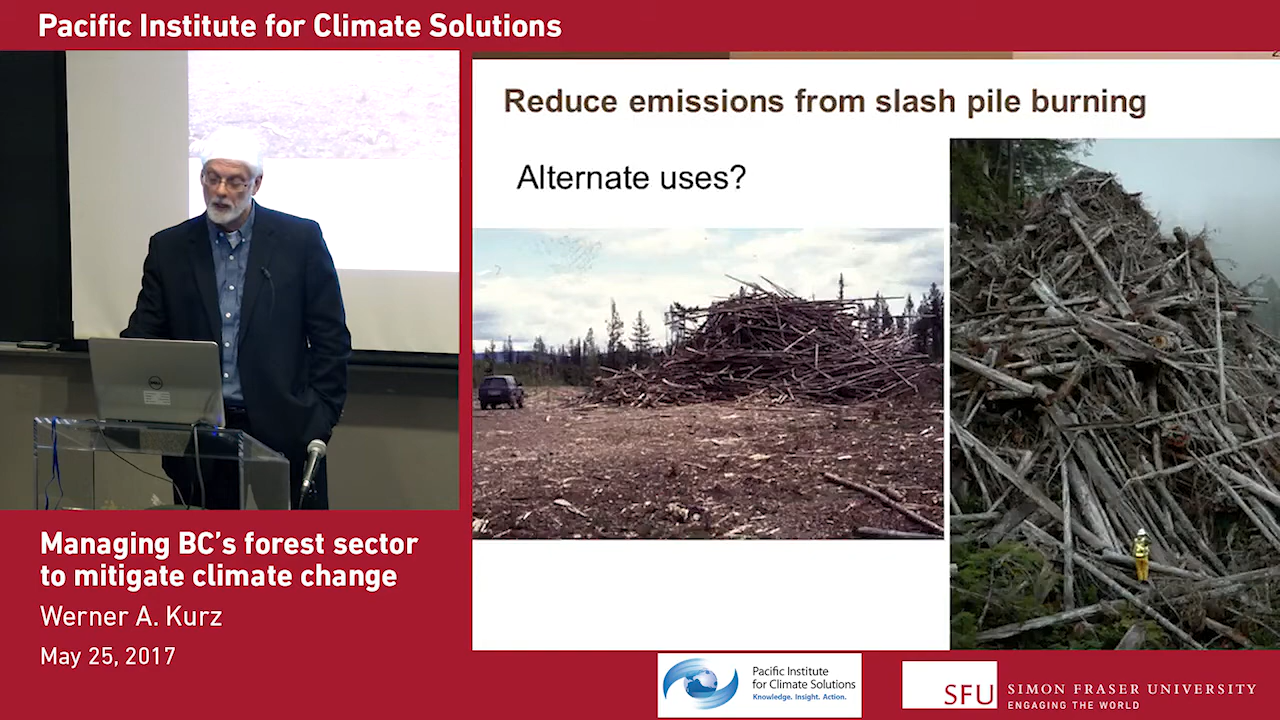 Pacific Institute for Climate Solutions
Reduce emissions from slash pile burning
Alternate uses?
DELL
Managing BC's forest sector
to mitigate climate change
Werner A. Kurz
May 25, 2017
Pacific Institute
for Climate Solutions
Knowledge. Insight. Action.
SFU
SIMON FRASER UNIVERSITY
ENGAGING THE WORLD